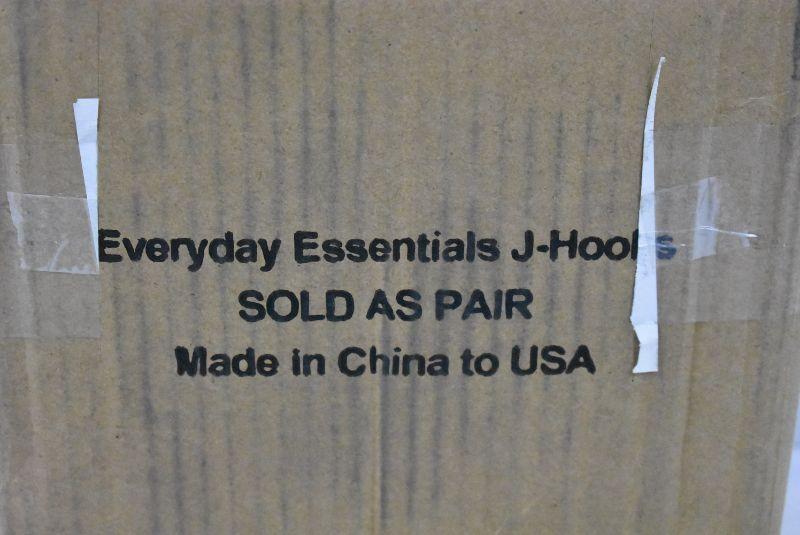 Everyday Essentials J-Hooks
SOLD AS PAIR
Made in China to USA